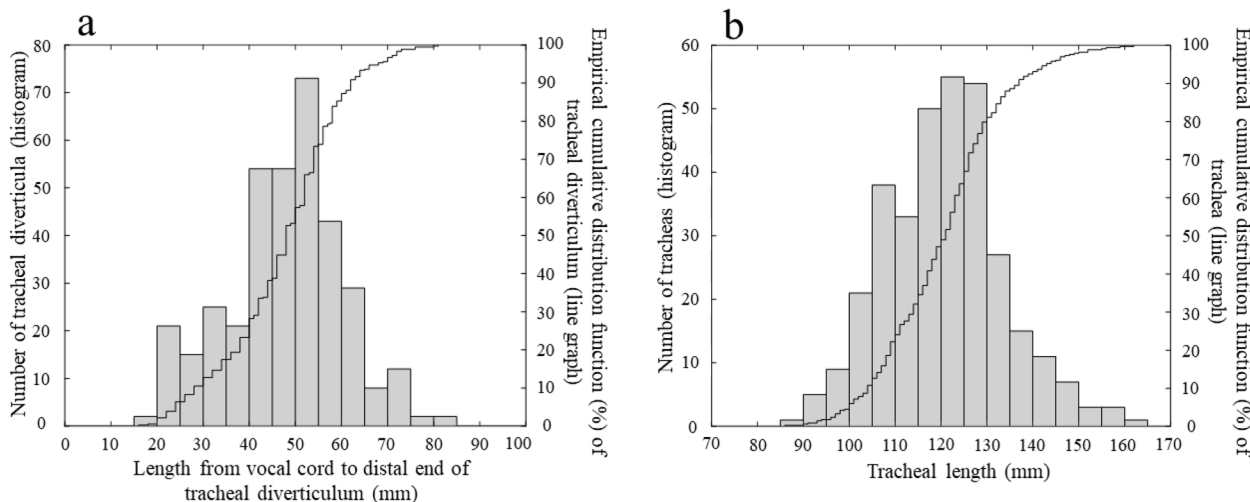 a
Number of tracheal diverticula (histogram)
80
70
60
50
40
30
20
10
0
0 10 20 30 40 50 60 70 80 90 100
Length from vocal cord to distal end of
tracheal diverticulum (mm)
100
90
80
70
60
50
40
30
20
10
0
Empirical cumulative distribution function (%) of
tracheal diverticulum (line graph)
b
Number of tracheas (histogram)
60
50
40
30
20
10
0
70 80 90 100 110 120 130 140 150 160 170
Tracheal length (mm)
100
90
80
70
60
50
40
30
20
10
0
Empirical cumulative distribution function (%) of
trachea (line graph)